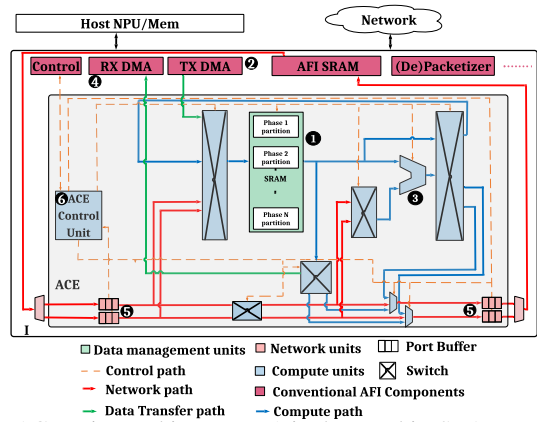 Host NPU/Mem
Network
Control
RX DMA
TX DMA
2
AFI SRAM
(De)Packetizer
4
Phase 1
partition
1
Phase 2
partition
SRAM
Phase N
partition
3
6
ACE
Control
Unit
ACE
5
5
I
Data management units
Network units
Port Buffer
Control path
Compute units
Switch
Network path
Conventional AFI Components
Data Transfer path
Compute path